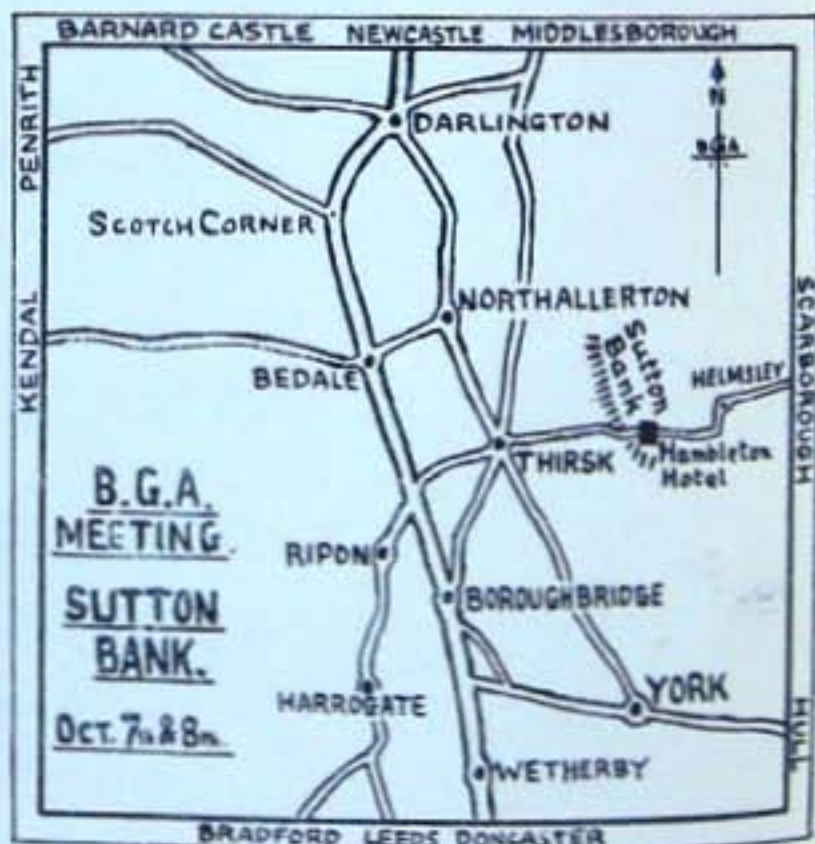 BARNARD CASTLE NEWCASTLE MIDDLESBOROUGH
PENRITH
KENDAL
N
BGA
DARLINGTON
SCOTCH CORNER
NORTHALLERTON
SCARBOROUGH
Sutton
Bank
BEDALE
HELMSLEY
THIRSK
Hambleton
Hotel
B.G.A.
MEETING.
SUTTON
BANK.
OCT. 7TH & 8TH.
RIPON
BOROUGHBRIDGE
HARROGATE
YORK
HULL
WETHERBY
BRADFORD LEEDS DONCASTER